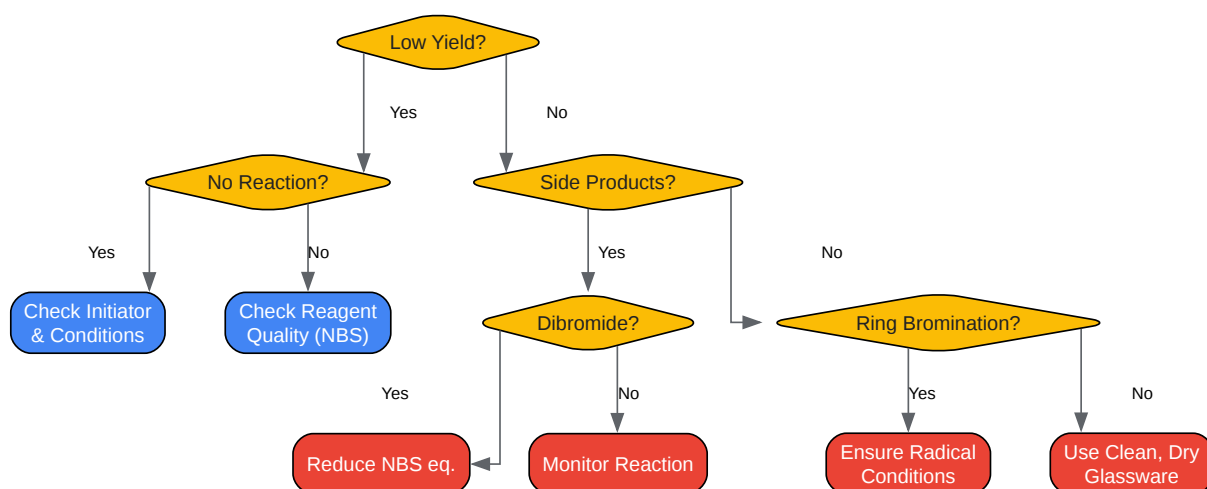 Low Yield?
Yes
No
No Reaction?
Side Products?
Yes
No
Yes
No
Check Initiator
& Conditions
Check Reagent
Quality (NBS)
Dibromide?
Ring Bromination?
Yes
No
Yes
No
Reduce NBS eq.
Monitor Reaction
Ensure Radical
Conditions
Use Clean, Dry
Glassware